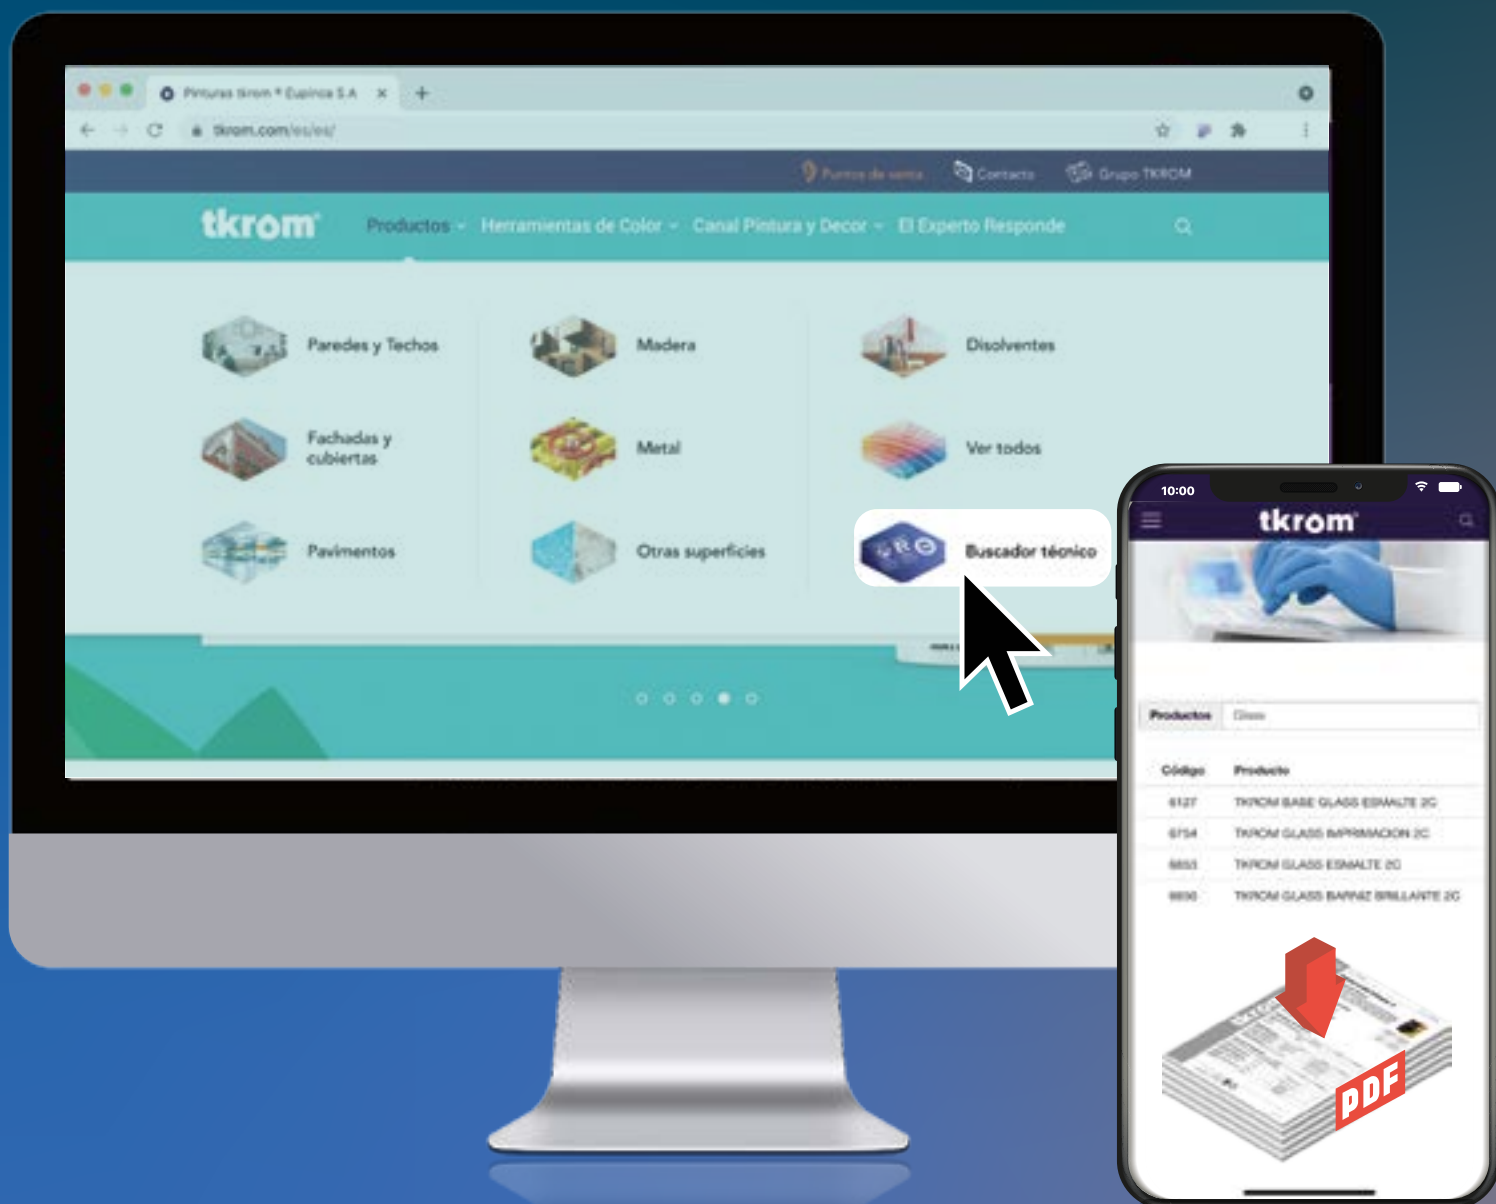 Pinturas tkrom ® Eupinca S.A
tkrom.com/es/es/
Puntos de venta
Contacto
Grupo TKROM
tkrom
Productos
Herramientas de Color
Canal Pintura y Decor
El Experto Responde
Paredes y Techos
Madera
Disolventes
Fachadas y
cubiertas
Metal
Ver todos
Pavimentos
Otras superficies
Buscador técnico
10:00
tkrom
Productos
Glass
Código Producto
6127 TKROM BASE GLASS ESMALTE 2C
6754 TKROM GLASS IMPRIMACION 2C
TKROM GLASS ESMALTE 2C
TKROM GLASS BARNIZ BRILLANTE 2C
PDF